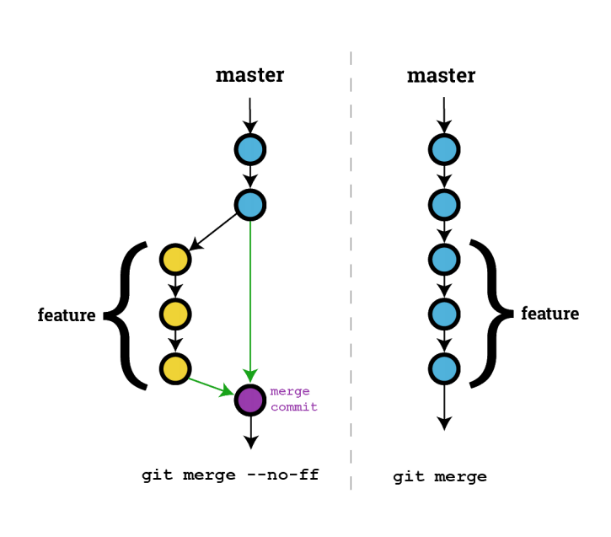 master
feature
merge
commit
git merge --no-ff
master
feature
git merge